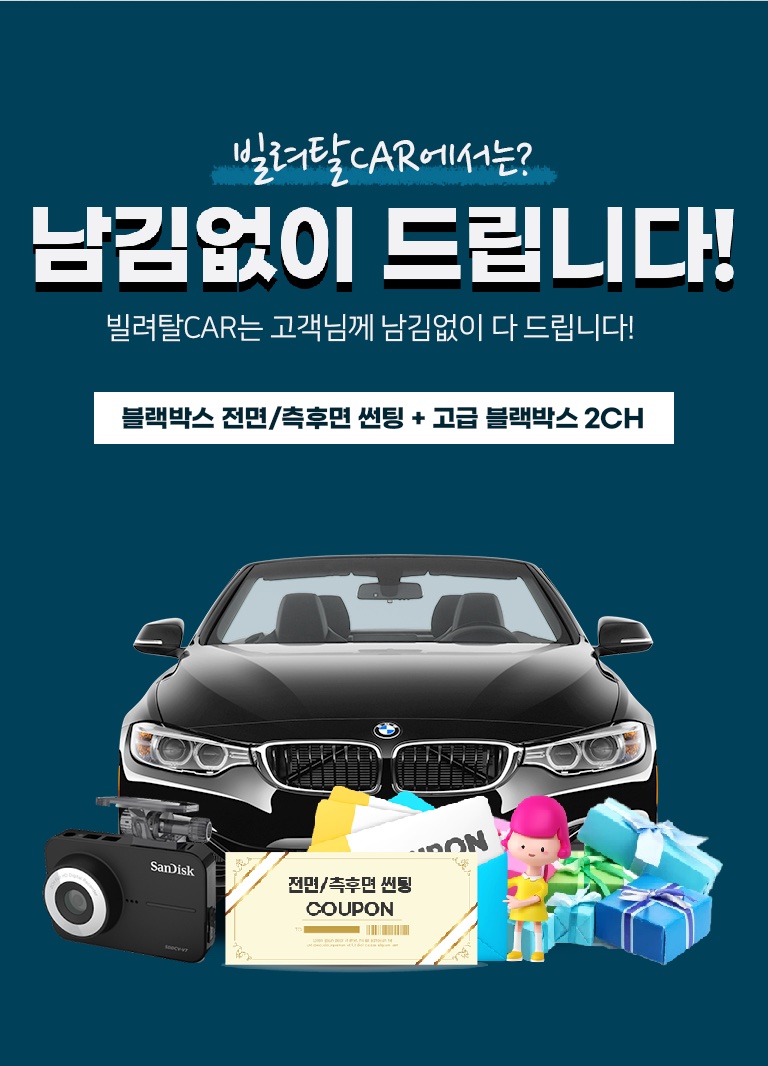 빌려탈CAR에서는?
남김없이 드립니다!
빌려탈CAR는 고객님께 남김없이 다 드립니다!
블랙박스 전면/측후면 썬팅 + 고급 블랙박스 2CH
SanDisk
전면/측후면 썬팅
COUPON
TO